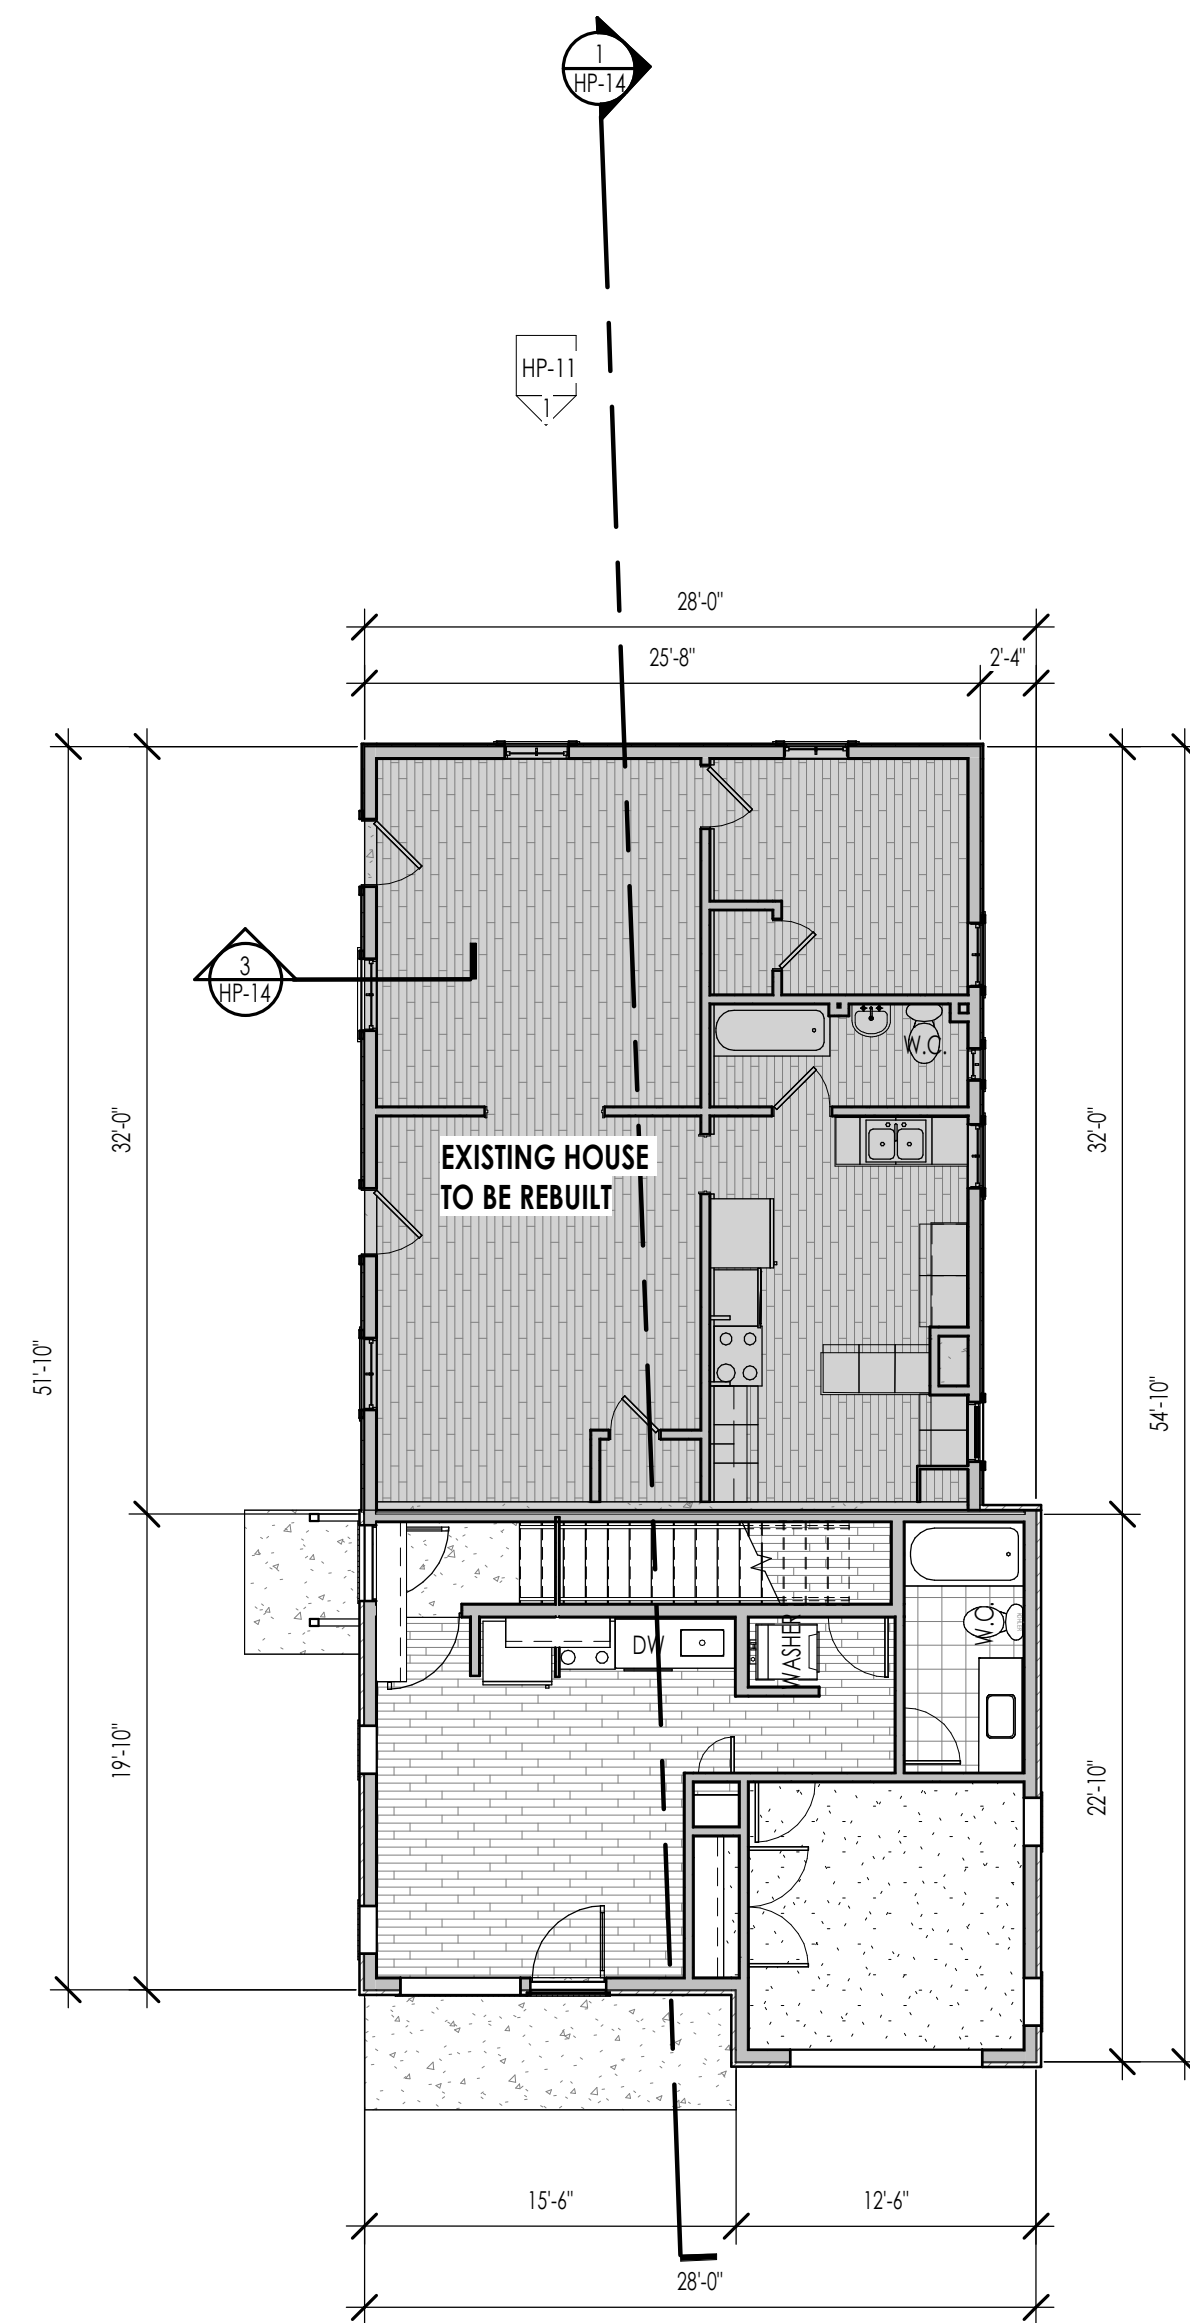 1
HP-14
HP-11
1
28'-0"
25'-8"
2'-4"
3
HP-14
W.C.
32'-0"
32'-0"
EXISTING HOUSE
TO BE REBUILT
51'-10"
54'-10"
W.C.
DW
WASHER
19'-10"
22'-10"
15'-6"
12'-6"
28'-0"